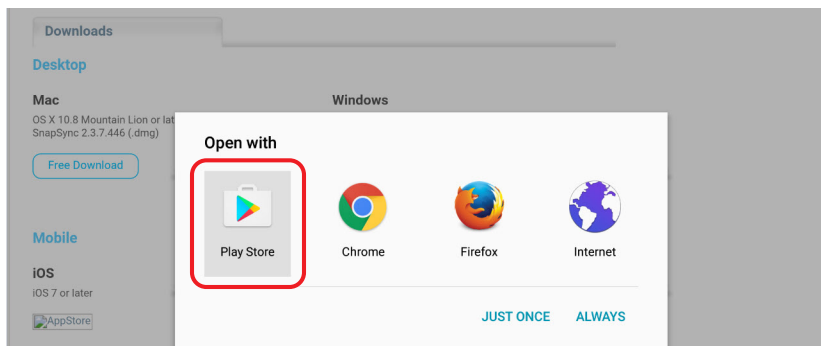 Downloads
Desktop
Mac
Windows
OS X 10.8 Mountain Lion or lat
SnapSync 2.3.7.446 (.dmg)
Free Download
Open with
Play Store
Chrome
Firefox
Internet
Mobile
iOS
iOS 7 or later
AppStore
JUST ONCE
ALWAYS